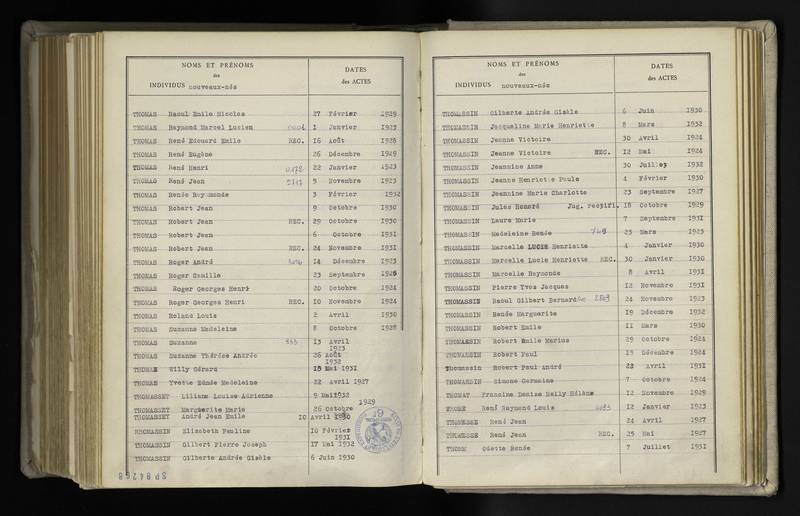 NOMS ET PRÉNOMS
des
INDIVIDUS nouveaux-nés
DATES
des ACTES
THOMAS Raoul Emile Nicolas 27 Février 1929
THOMAS Raymond Marcel Lucien 1 Janvier 1923
THOMAS René Edouard Emile REC. 16 Août 1928
THOMAS René Eugène 26 Décembre 1929
THOMAS René Henri 22 Janvier 1923
THOMAS René Jean 5 Novembre 1923
THOMAS Renée Raymonde 3 Février 1932
THOMAS Robert Jean 9 Octobre 1930
THOMAS Robert Jean REC. 29 Octobre 1930
THOMAS Robert Jean 6 Octobre 1931
THOMAS Robert Jean REC. 24 Novembre 1931
THOMAS Roger André 14 Décembre 1923
THOMAS Roger Camille 23 Septembre 1926
THOMAS Roger Georges Henri 20 Octobre 1924
THOMAS Roger Georges Henri REC. 10 Novembre 1924
THOMAS Roland Louis 2 Avril 1930
THOMAS Suzanne Madeleine 8 Octobre 1928
THOMAS Suzanne 13 Avril 1923
THOMAS Suzanne Thérèse Andrée 26 Août 1932
THOMAS Willy Gérard 18 Mai 1931
THOMAS Yvette Edmée Madeleine 22 Avril 1927
THOMASSET Liliane Louise Adrienne 9 Mai 1932
THOMASSET Marguerite Marie 26 Octobre 1929
THOMASSET André Jean Emile 10 Avril 1930
THOMASSIN Elizabeth Pauline 10 Février 1931
THOMASSIN Gilbert Pierre Joseph 17 Mai 1932
THOMASSIN Gilberte Andrée Gisèle 6 Juin 1930
SP84268
NOMS ET PRÉNOMS
des
INDIVIDUS nouveaux-nés
DATES
des ACTES
THOMASSIN Gilberte Andrée Gisèle 6 Juin 1930
THOMASSIN Jacqueline Marie Henriette 8 Mars 1932
THOMASSIN Jeanne Victoire 30 Avril 1924
THOMASSIN Jeanne Victoire REC. 12 Mai 1924
THOMASSIN Jeannine Anne 30 Juillet 1932
THOMASSIN Jeanne Henriette Paule 4 Février 1930
THOMASSIN Jeannine Marie Charlotte 23 Septembre 1927
THOMASSIN Jules Renard Jug. rectifi. 18 Octobre 1929
THOMASSIN Laure Marie 7 Septembre 1931
THOMASSIN Madeleine Renée 23 Mars 1923
THOMASSIN Marcelle LUCIE Henriette 4 Janvier 1930
THOMASSIN Marcelle Lucie Henriette REC. 30 Janvier 1930
THOMASSIN Marcelle Raymonde 8 Avril 1931
THOMASSIN Pierre Yves Jacques 12 Novembre 1931
THOMASSIN Raoul Gilbert Bernard 24 Novembre 1923
THOMASSIN Renée Marguerite 19 Décembre 1932
THOMASSIN Robert Emile 11 Mars 1930
THOMASSIN Robert Emile Marius 29 Octobre 1924
THOMASSIN Robert Paul 15 Décembre 1924
Thomassin Robert Paul André 23 Avril 1931
THOMASSIN Simone Germaine 7 Octobre 1924
THOMAT Francine Denise Nelly Hélène 12 Novembre 1929
René Raymond Louis 12 Janvier 1923
THOMESSE René Jean 24 Avril 1927
THOMESSE René Jean REC. 25 Mai 1927
THOMM Odette Renée 7 Juillet 1931